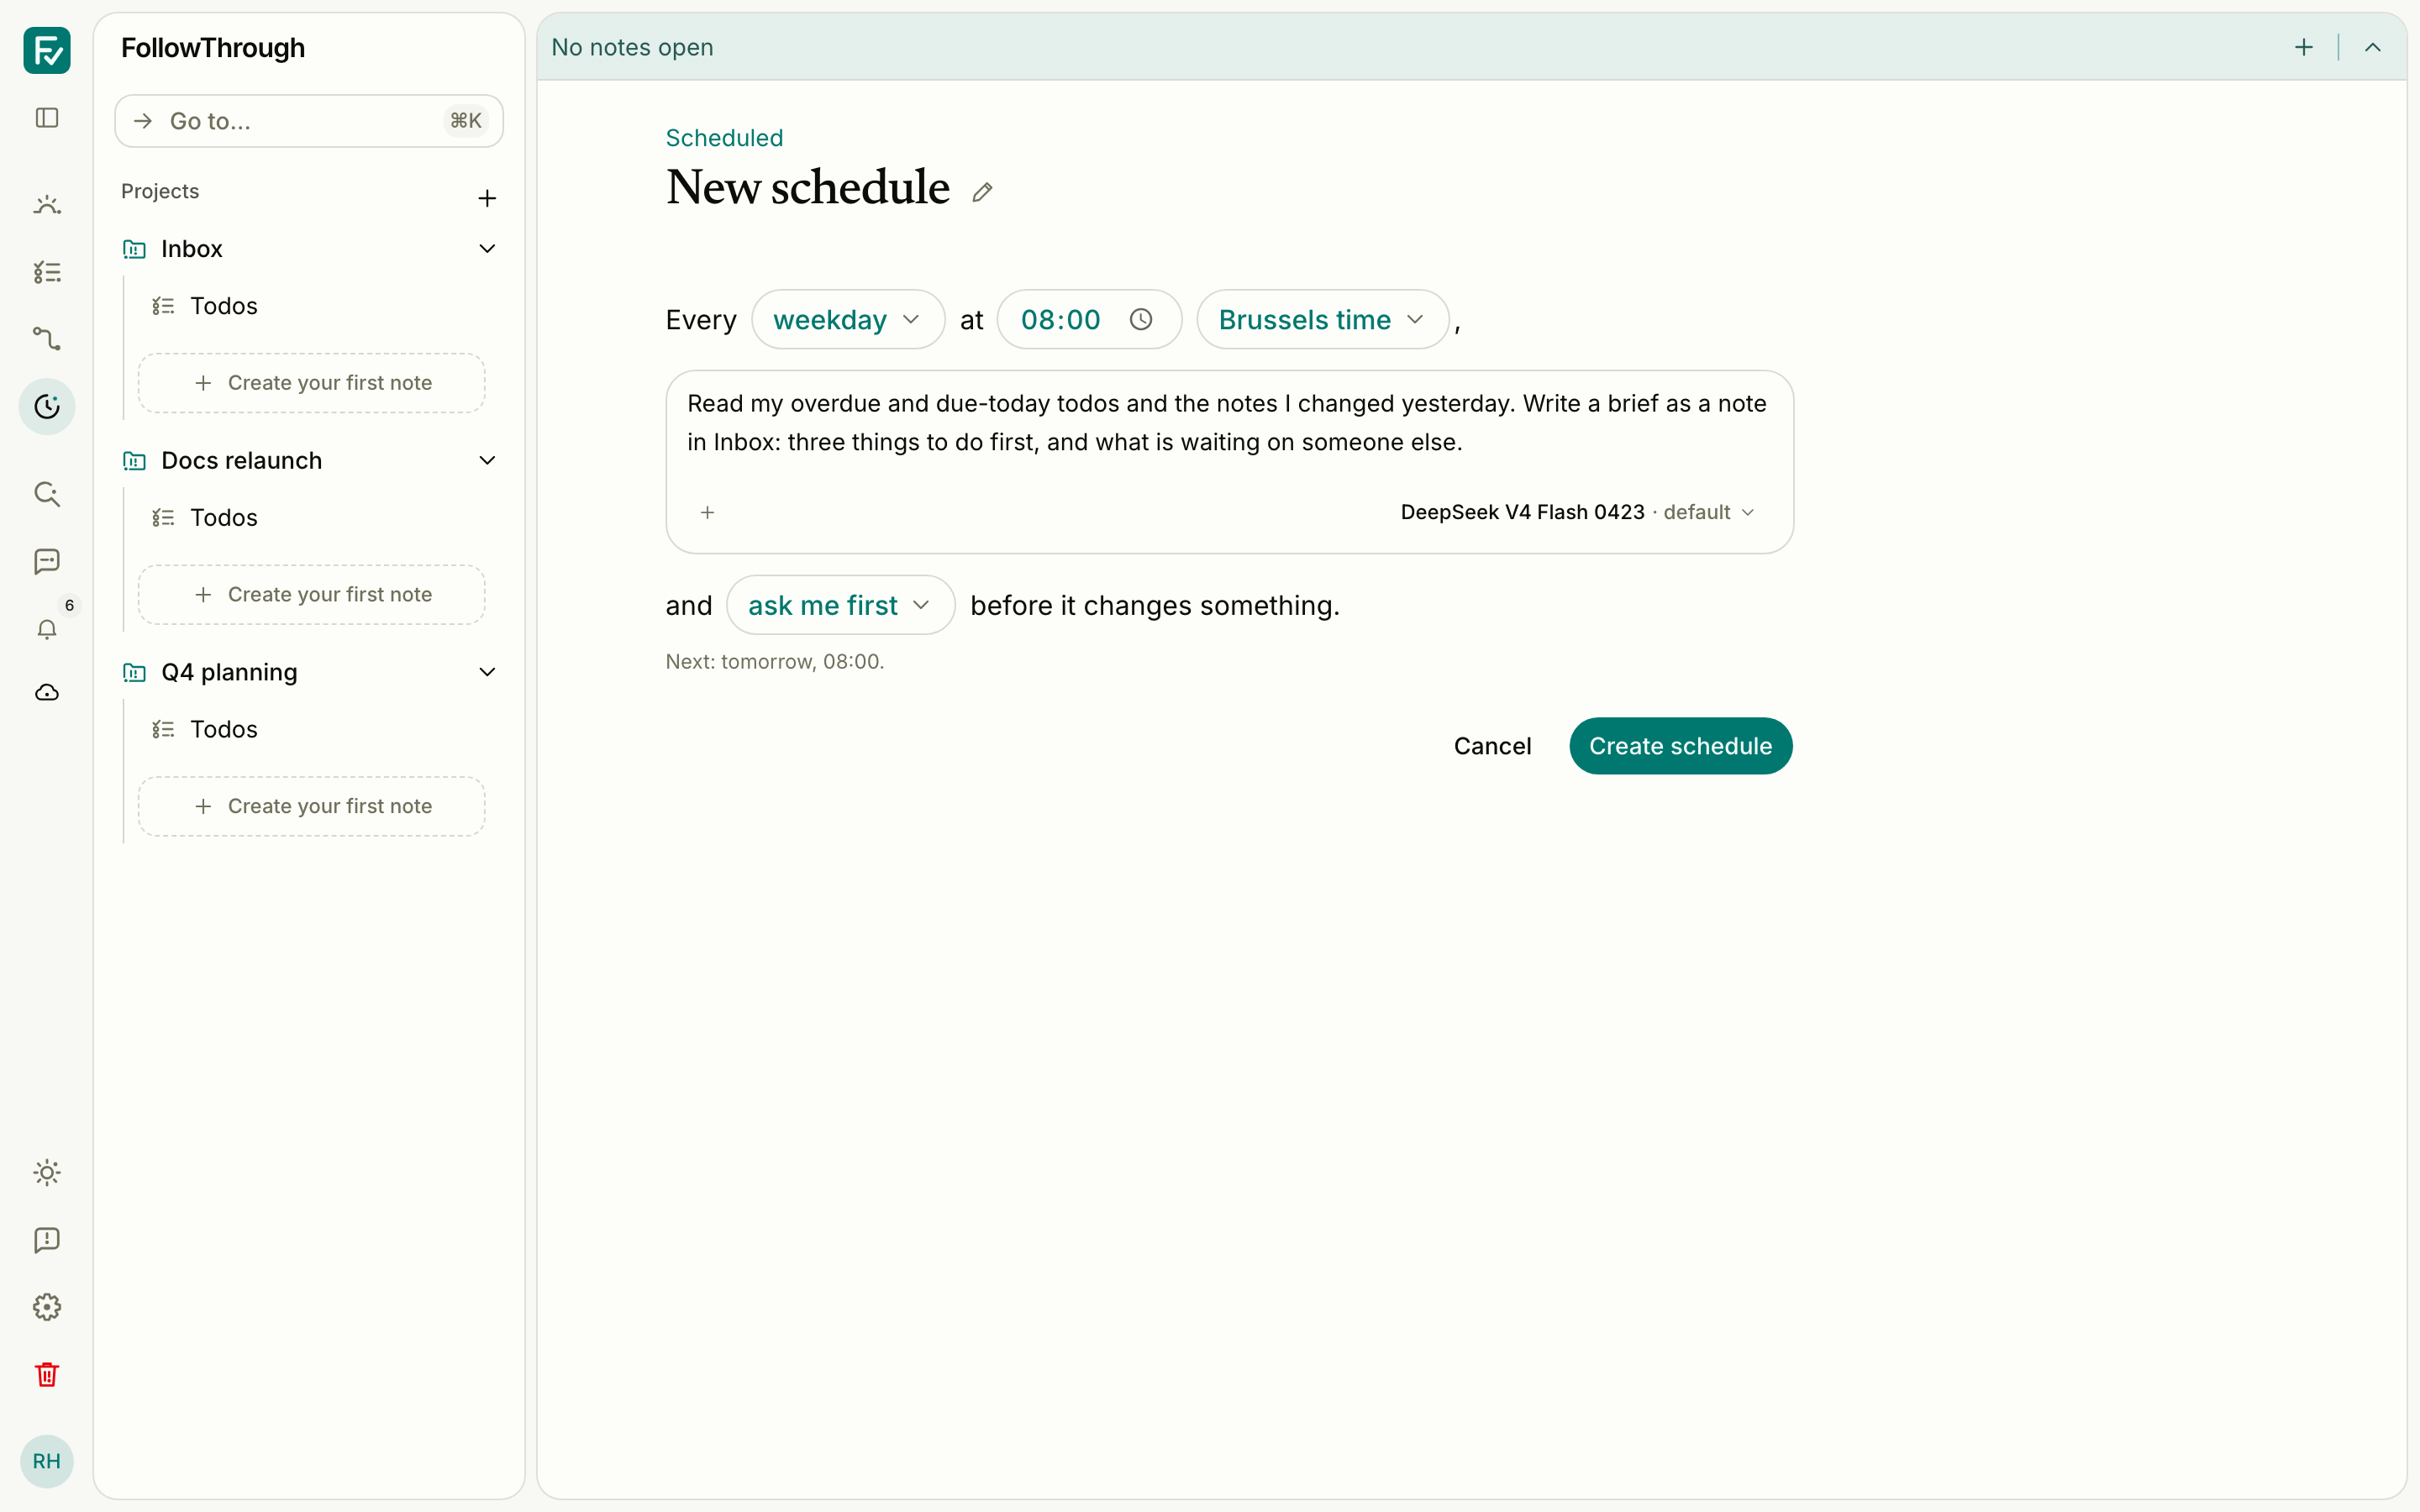 FollowThrough
Go to...
⌘K
Projects
Inbox
Todos
Create your first note
Docs relaunch
Todos
Create your first note
Q4 planning
Todos
Create your first note
6
RH
No notes open
Scheduled
New schedule
Every weekday at 08:00 Brussels time ,
Read my overdue and due-today todos and the notes I changed yesterday. Write a brief as a note
in Inbox: three things to do first, and what is waiting on someone else.
DeepSeek V4 Flash 0423 · default
and ask me first before it changes something.
Next: tomorrow, 08:00.
Cancel
Create schedule